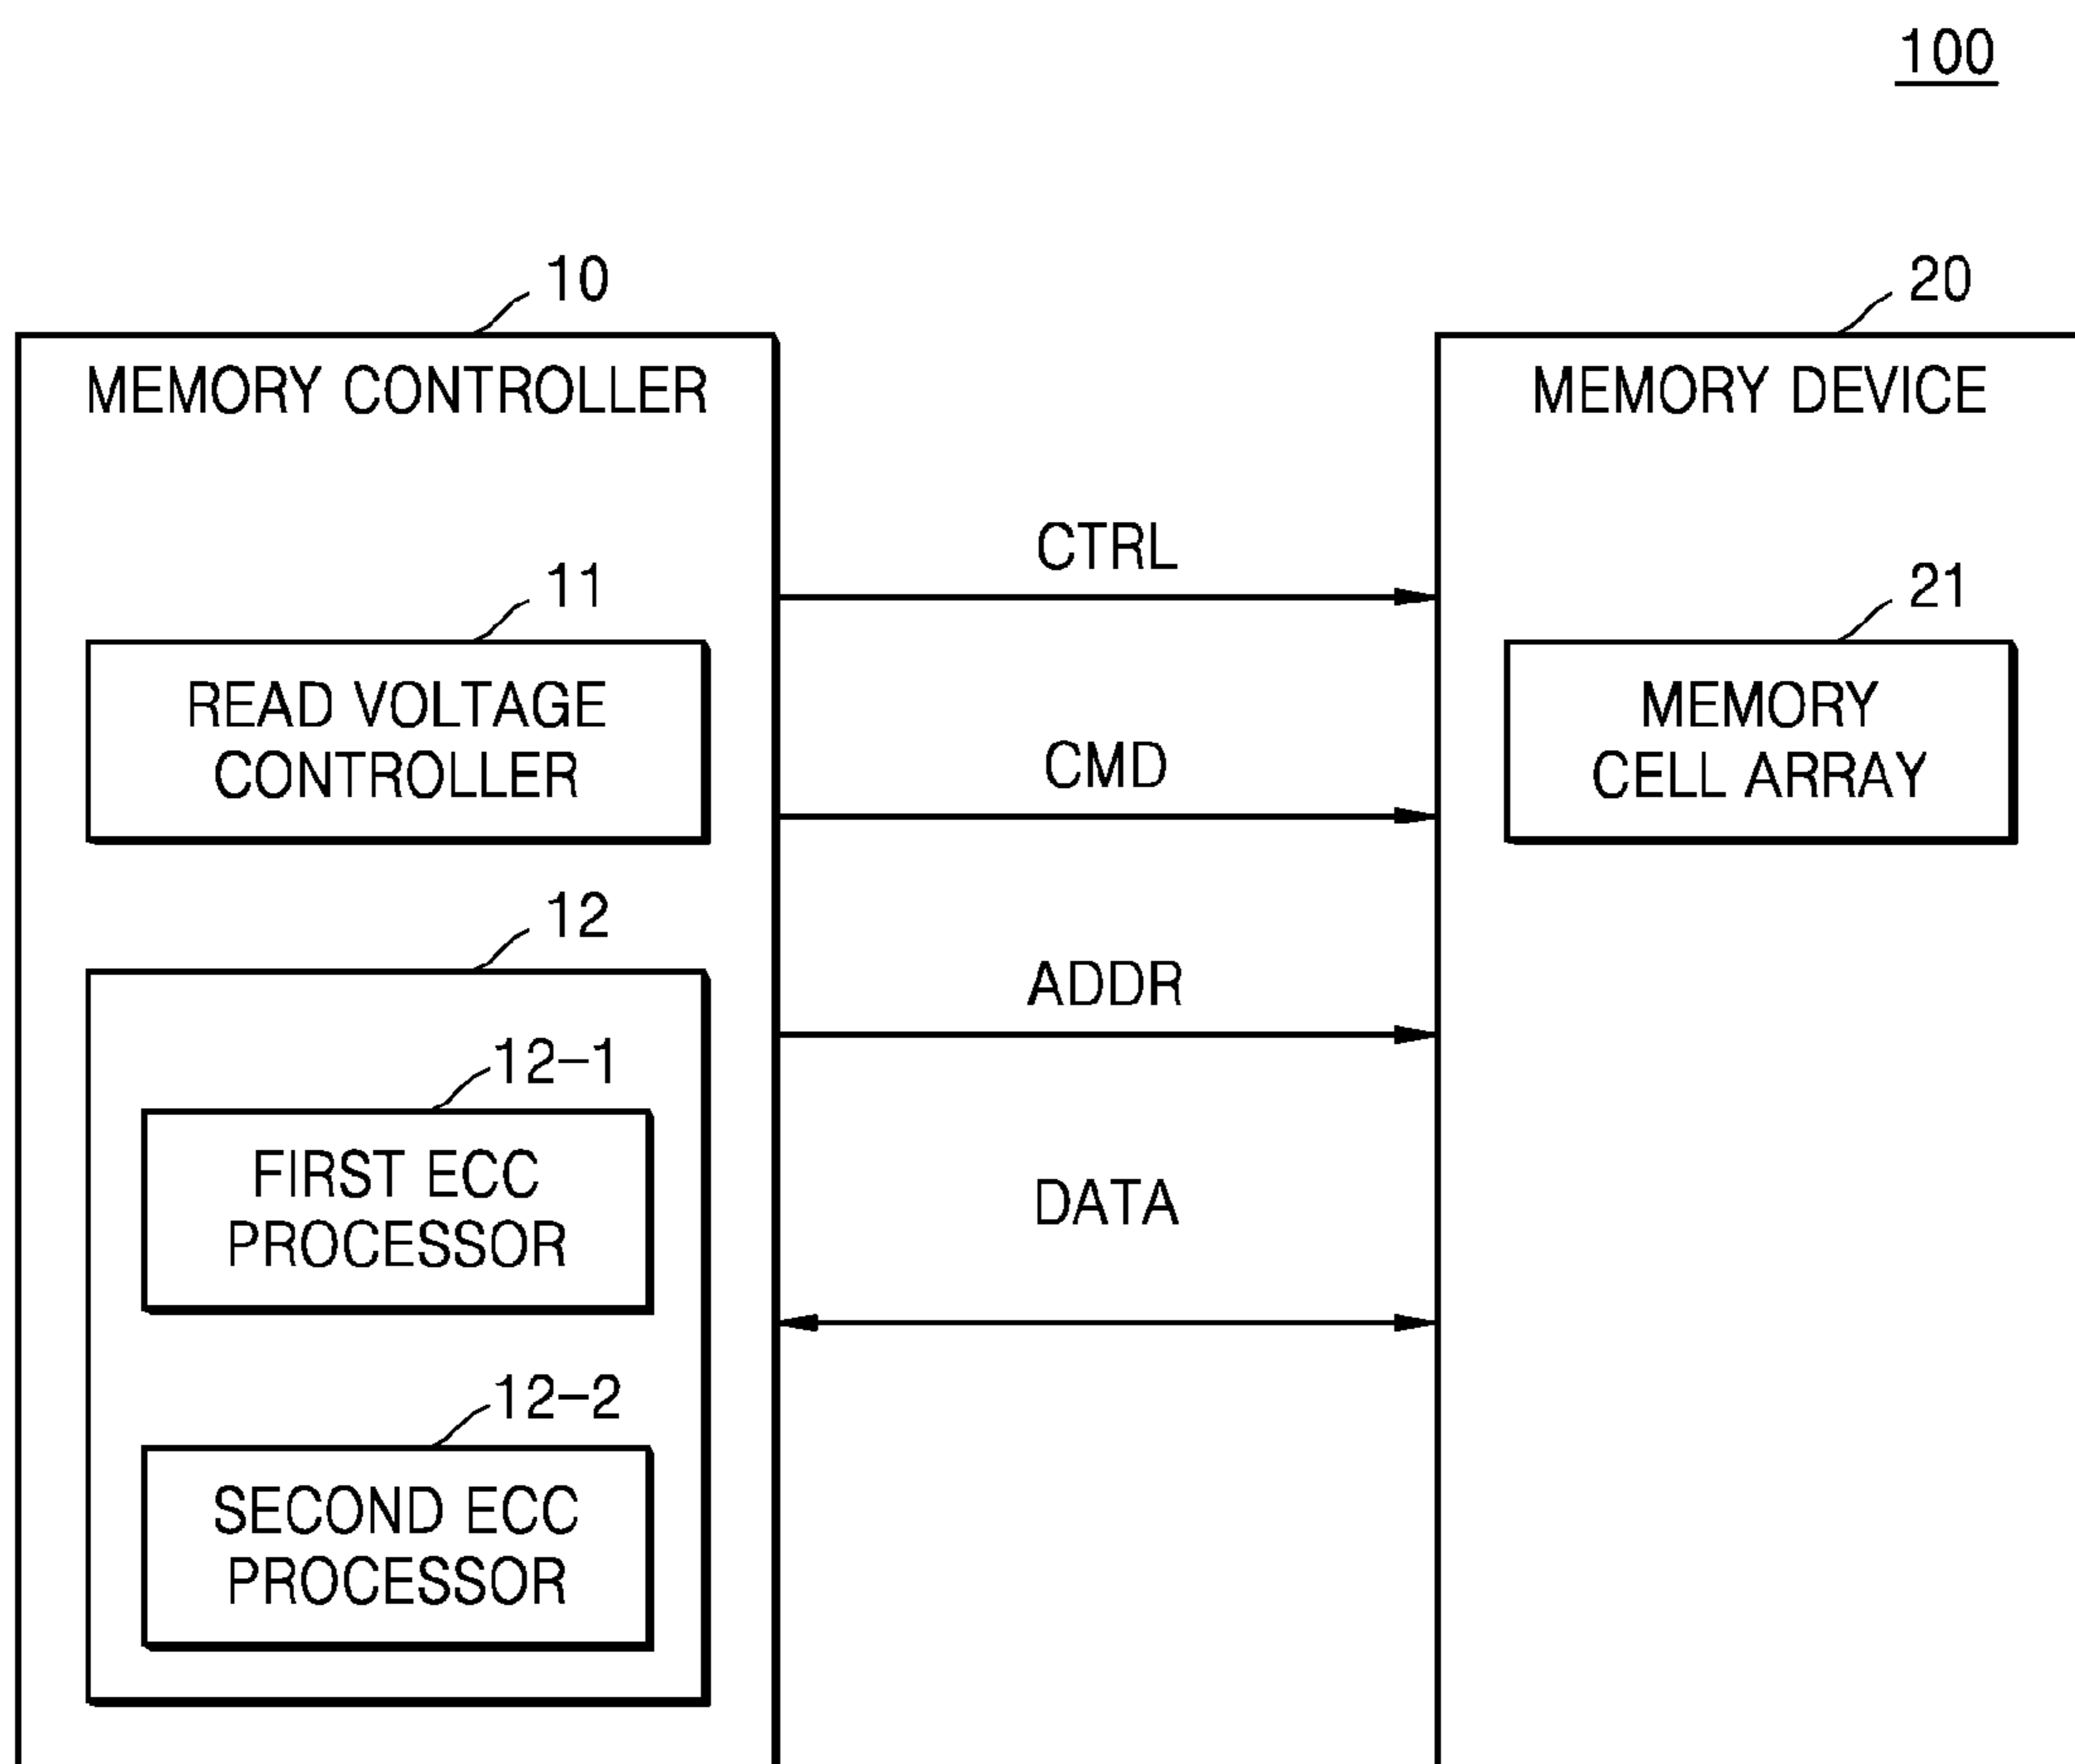 100
10
20
MEMORY CONTROLLER
MEMORY DEVICE
CTRL
11
21
READ VOLTAGE
CONTROLLER
MEMORY
CELL ARRAY
CMD
12
ADDR
12-1
FIRST ECC
PROCESSOR
DATA
12-2
SECOND ECC
PROCESSOR